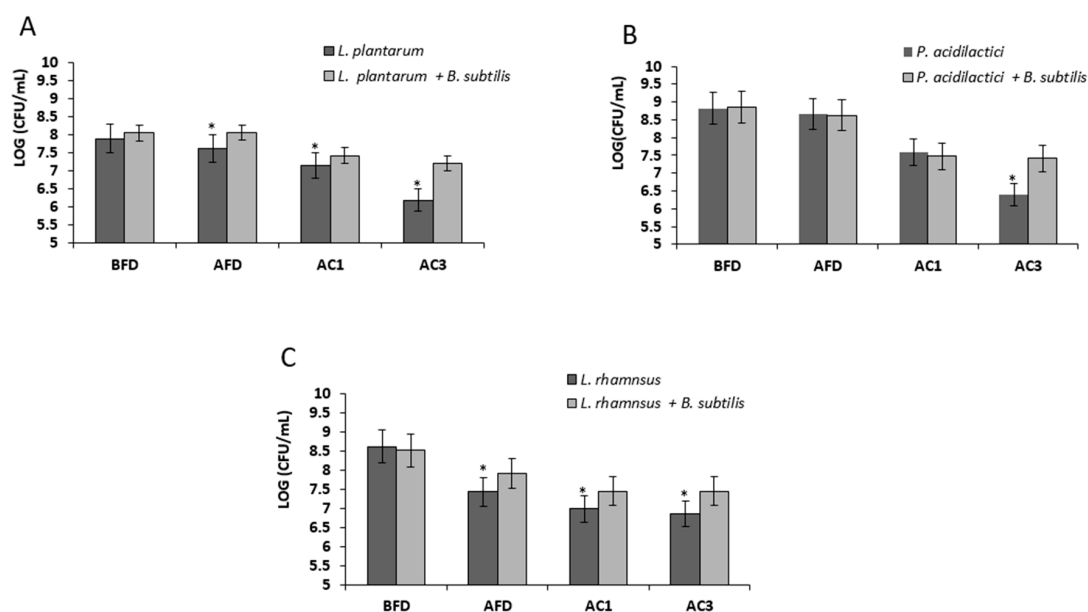 A
L. plantarum
L. plantarum + B. subtilis
LOG (CFU/mL)
10
9.5
9
8.5
8
7.5
7
6.5
6
5.5
5
*
*
*
BFD AFD AC1 AC3
B
P. acidilactici
P. acidilactici + B. subtilis
LOG(CFU/mL)
10
9.5
9
8.5
8
7.5
7
6.5
6
5.5
5
*
BFD AFD AC1 AC3
C
L. rhamnsus
L. rhamnsus + B. subtilis
LOG (CFU/mL)
10
9.5
9
8.5
8
7.5
7
6.5
6
5.5
5
*
*
*
BFD AFD AC1 AC3